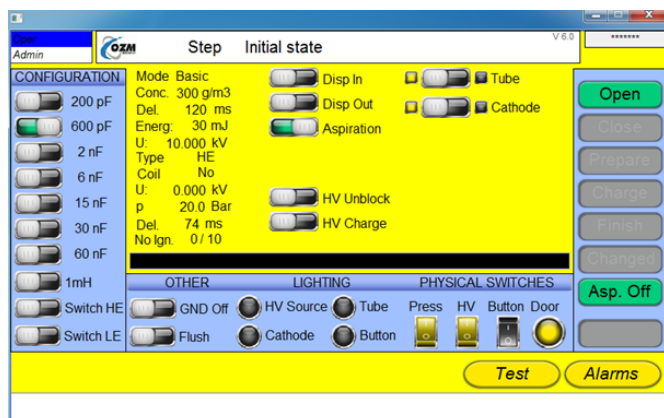 Oper
Admin
OZM
Step Initial state
V 6.0
*******
CONFIGURATION
200 pF
600 pF
2 nF
6 nF
15 nF
30 nF
60 nF
1mH
Switch HE
Switch LE
Mode Basic
Conc. 300 g/m3
Del. 120 ms
Energ: 30 mJ
U: 10.000 kV
Type HE
Coil No
U: 0.000 kV
p 20.0 Bar
Del. 74 ms
No Ign. 0 / 10
Disp In
Disp Out
Aspiration
HV Unblock
HV Charge
Tube
Cathode
OTHER
GND Off
Flush
LIGHTING
HV Source
Tube
Cathode
Button
PHYSICAL SWITCHES
Press HV Button Door
Open
Close
Prepare
Charge
Finish
Changed
Asp. Off
Test
Alarms